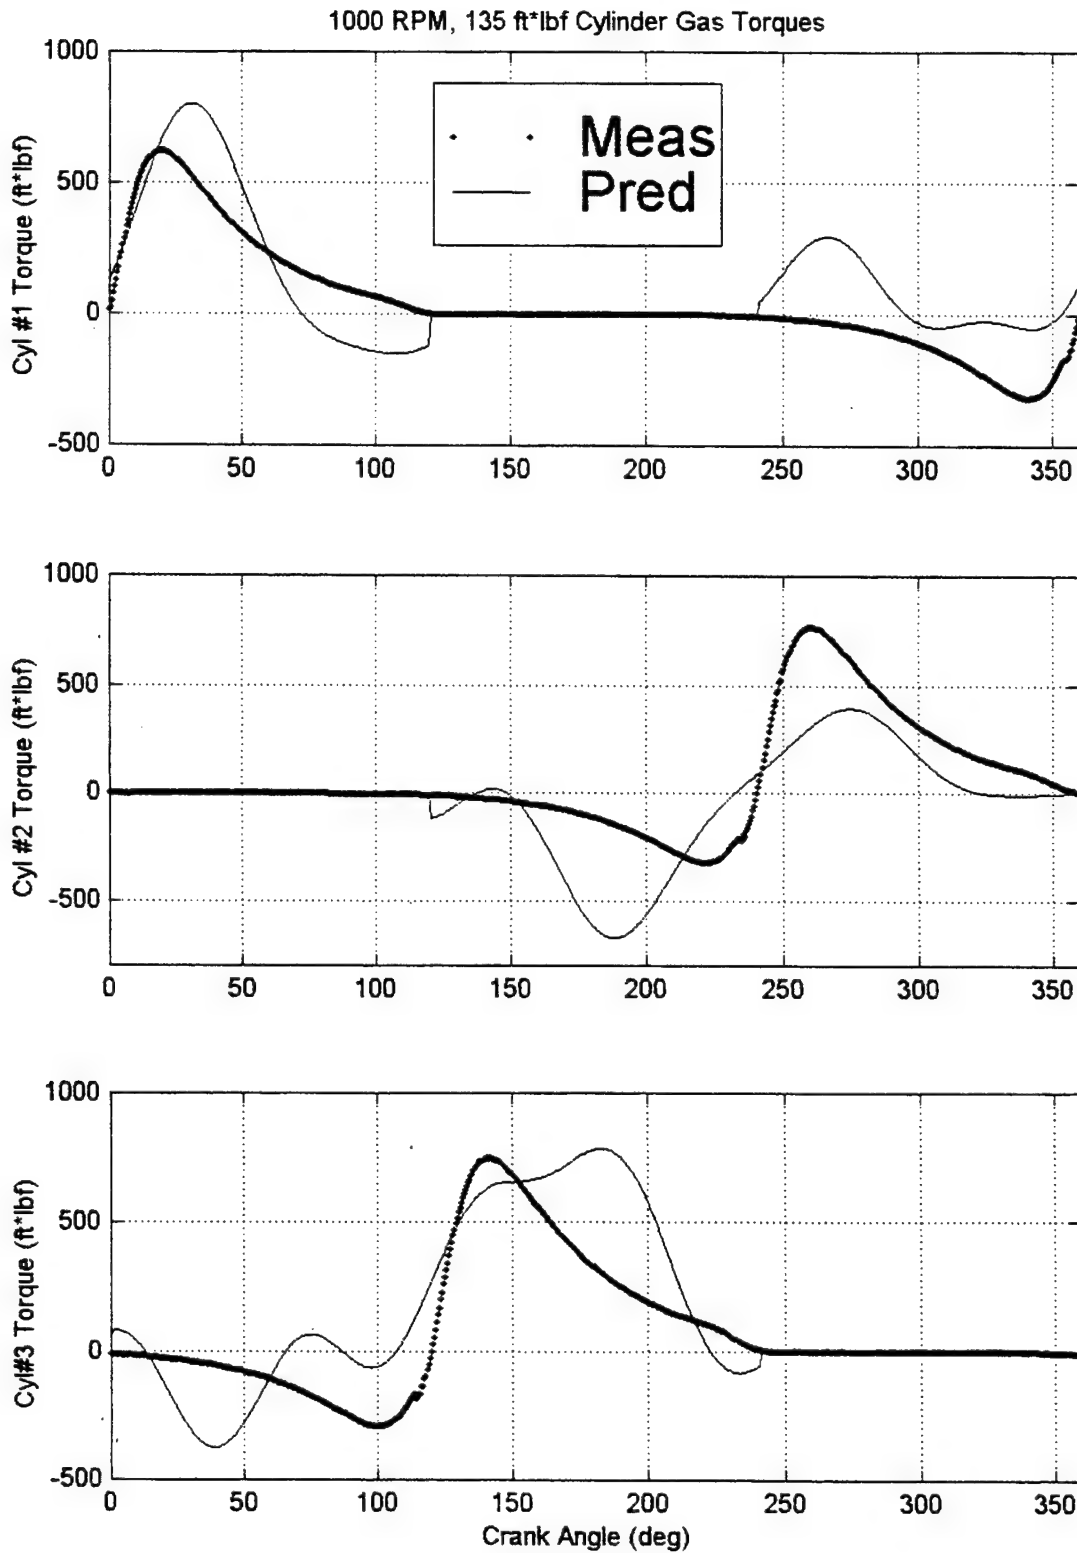 1000 RPM, 135 ft*lbf Cylinder Gas Torques
Cyl #1 Torque (ft*lbf)
1000
500
0
-500
Meas
Pred
0 50 100 150 200 250 300 350
Cyl #2 Torque (ft*lbf)
1000
500
0
-500
0 50 100 150 200 250 300 350
Cyl#3 Torque (ft*lbf)
1000
500
0
-500
0 50 100 150 200 250 300 350
Crank Angle (deg)